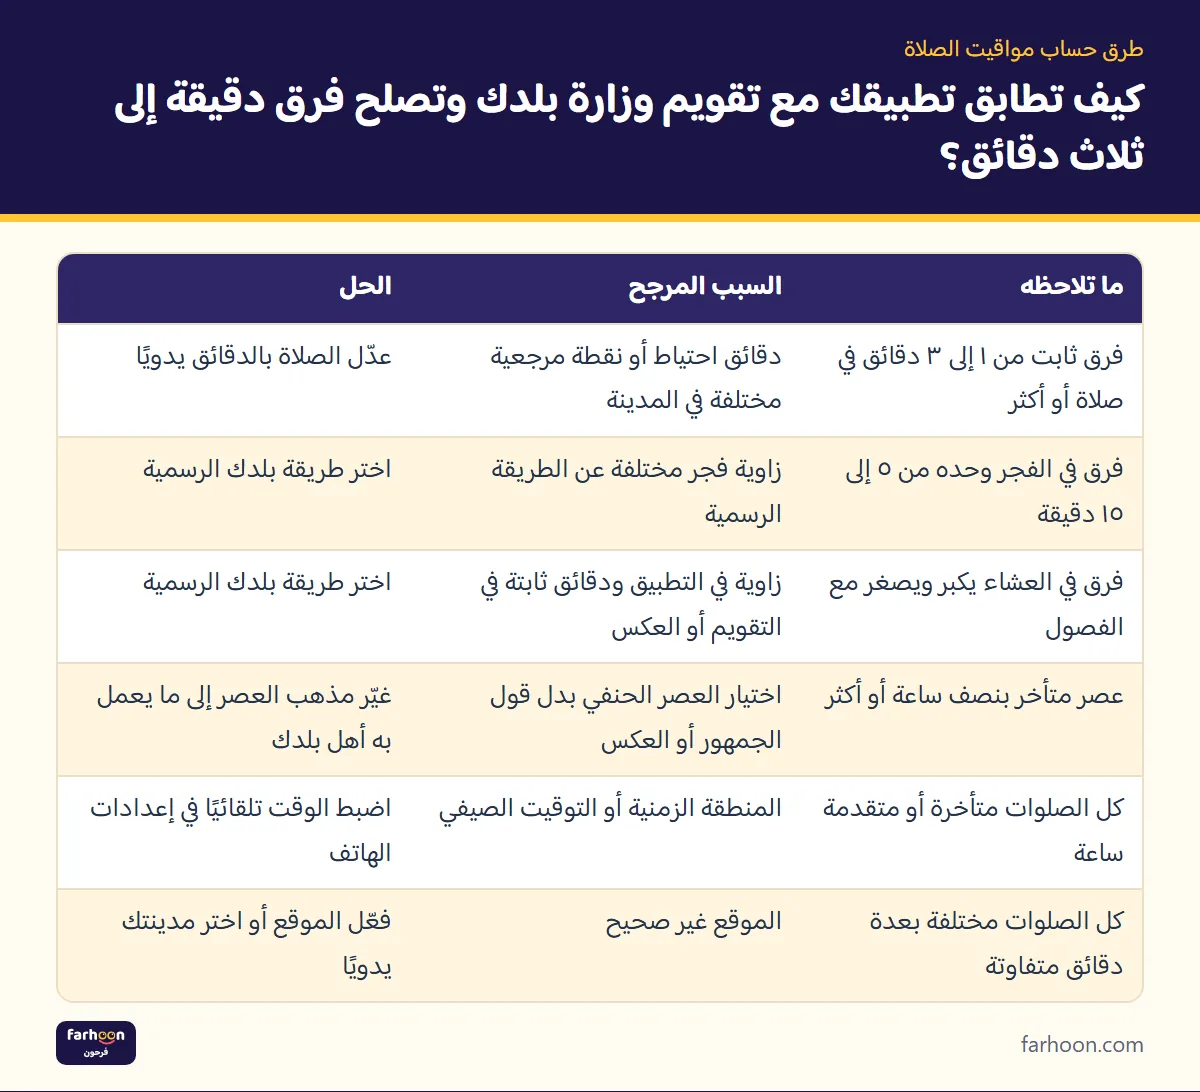 طرق حساب مواقيت الصلاة
كيف تطابق تطبيقك مع تقويم وزارة بلدك وتصلح فرق دقيقة إلى
ثلاث دقائق؟
ما تلاحظه
السبب المرجح
الحل
فرق ثابت من ١ إلى ٣ دقائق في
صلاة أو أكثر
دقائق احتياط أو نقطة مرجعية
مختلفة في المدينة
عدّل الصلاة بالدقائق يدويًا
فرق في الفجر وحده من ٥ إلى
١٥ دقيقة
زاوية فجر مختلفة عن الطريقة
الرسمية
اختر طريقة بلدك الرسمية
فرق في العشاء يكبر ويصغر مع
الفصول
زاوية في التطبيق ودقائق ثابتة في
التقويم أو العكس
اختر طريقة بلدك الرسمية
عصر متأخر بنصف ساعة أو أكثر
اختيار العصر الحنفي بدل قول
الجمهور أو العكس
غيّر مذهب العصر إلى ما يعمل
به أهل بلدك
كل الصلوات متأخرة أو متقدمة
ساعة
المنطقة الزمنية أو التوقيت الصيفي
اضبط الوقت تلقائيًا في إعدادات
الهاتف
كل الصلوات مختلفة بعدة
دقائق متفاوتة
الموقع غير صحيح
فعّل الموقع أو اختر مدينتك
يدويًا
farhoon.com
farhoon
فرحون